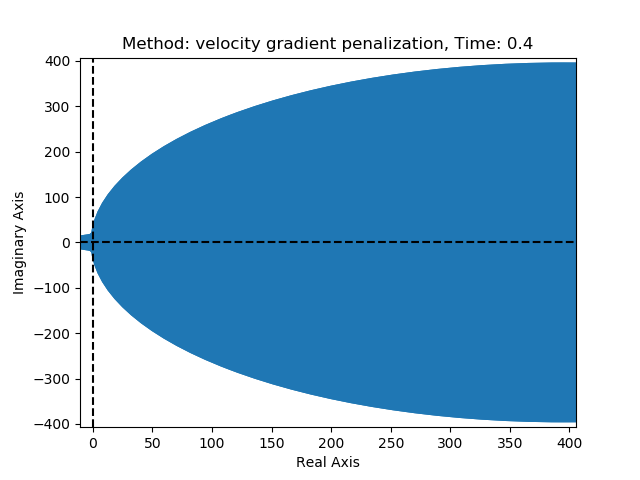 Method: velocity gradient penalization, Time: 0.4
400
300
200
100
0
−100
−200
−300
−400
Imaginary Axis
0 50 100 150 200 250 300 350 400
Real Axis